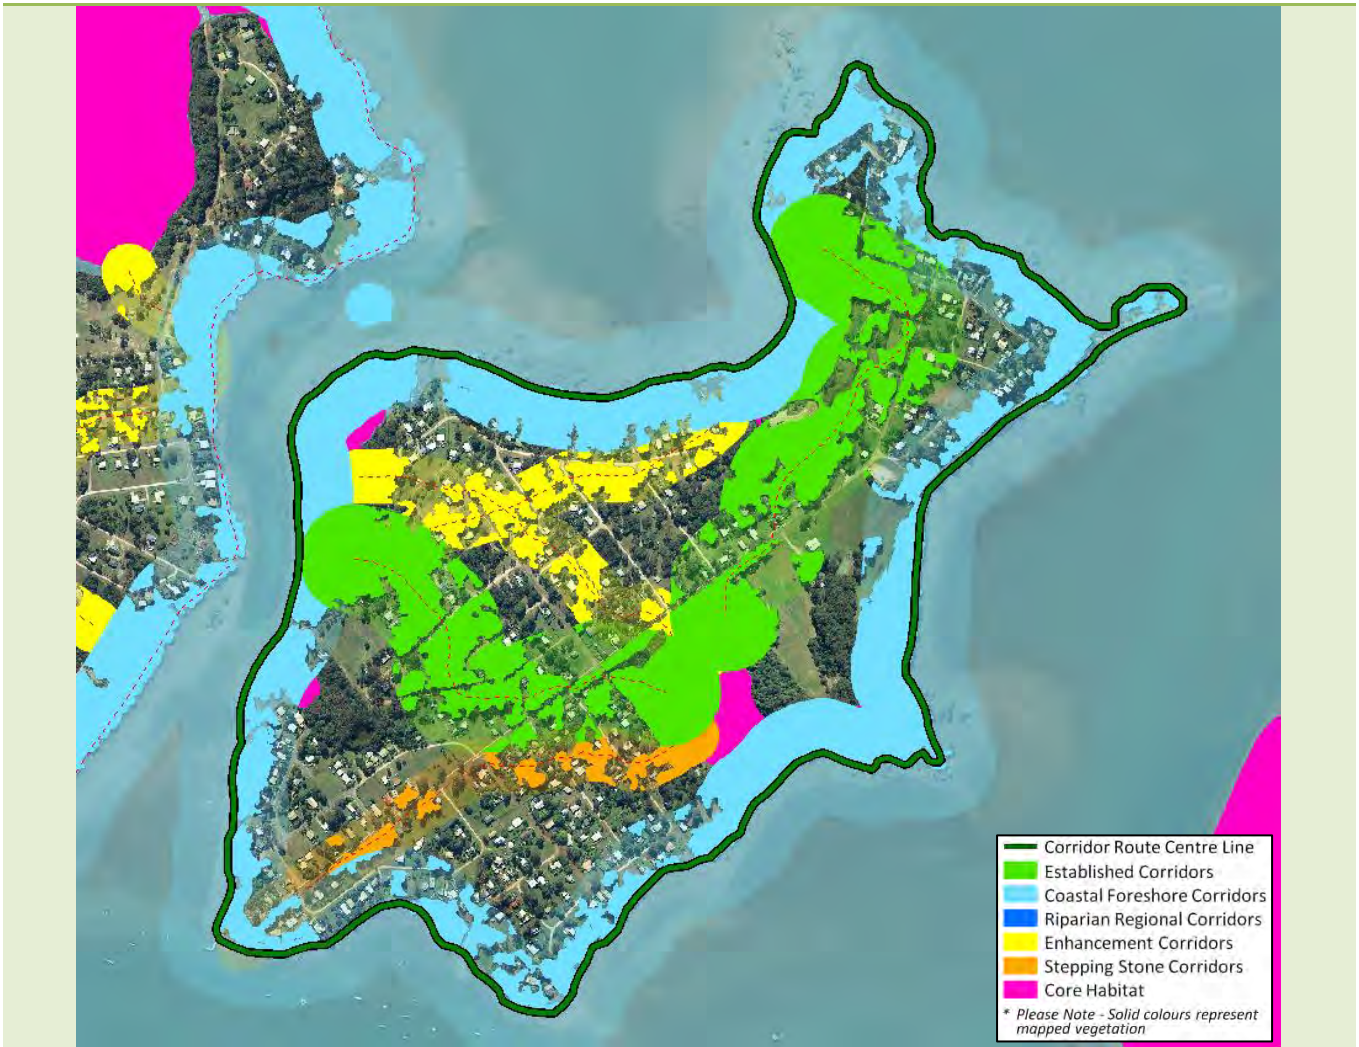 Corridor Route Centre Line
Established Corridors
Coastal Foreshore Corridors
Riparian Regional Corridors
Enhancement Corridors
Stepping Stone Corridors
Core Habitat
* Please Note - Solid colours represent
mapped vegetation